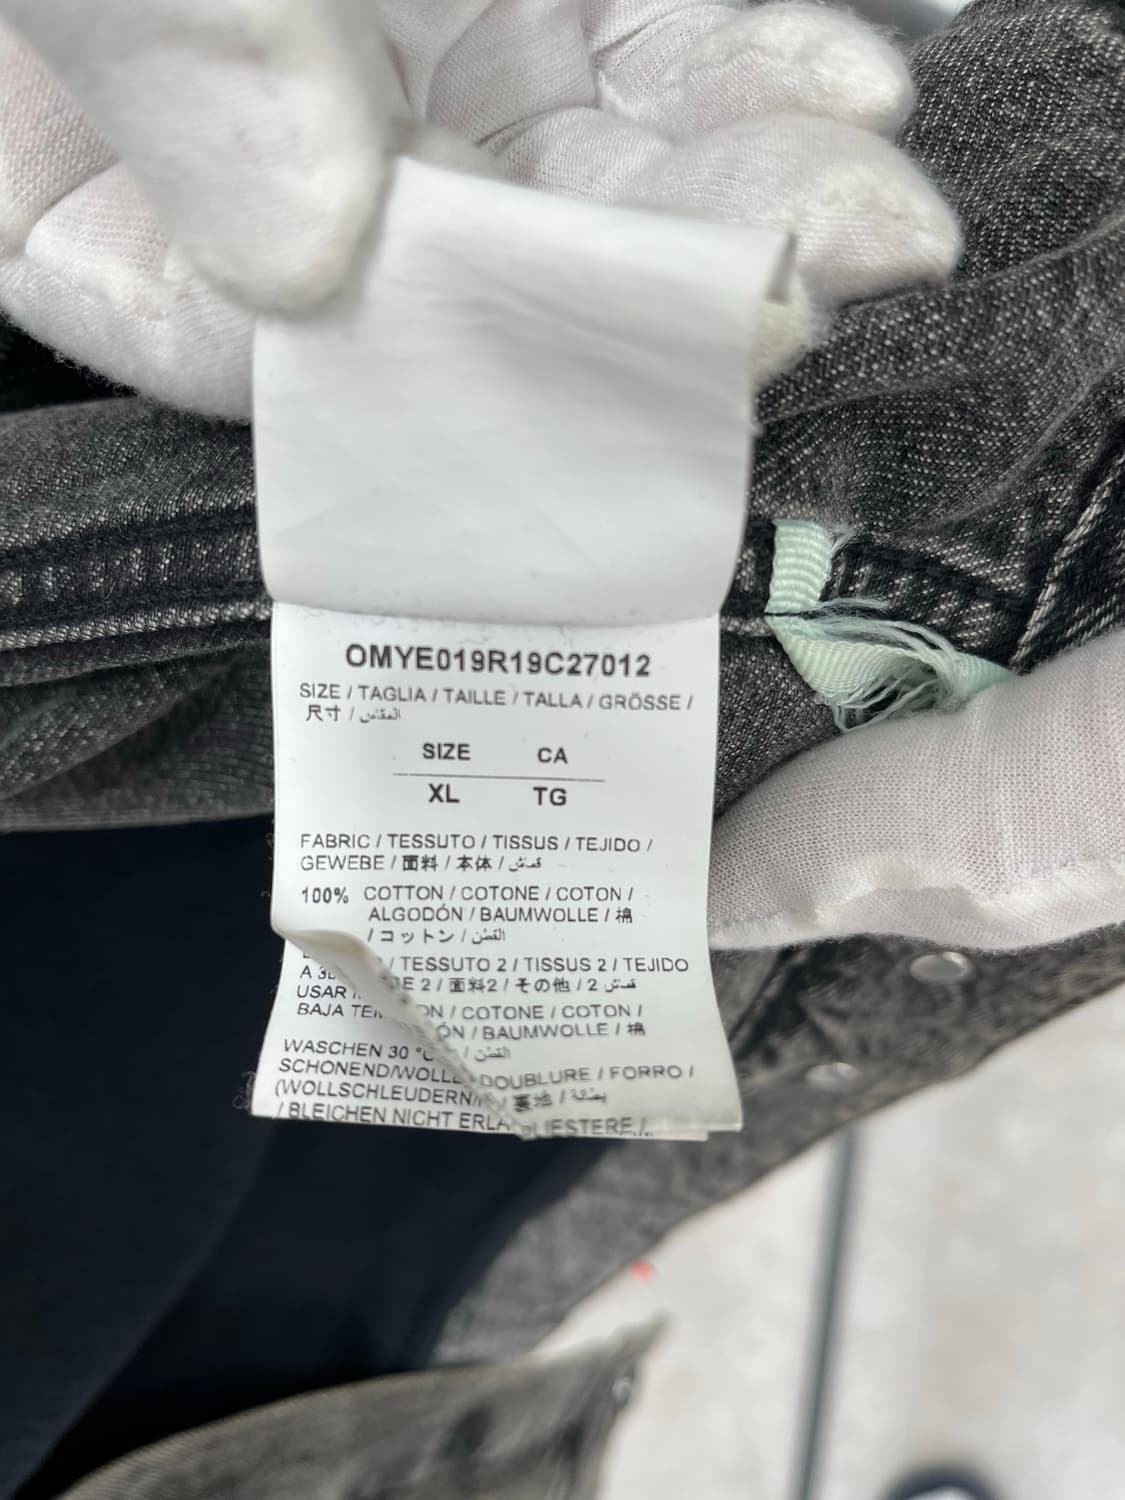 OMYE019R19C27012
SIZE / TAGLIA / TAILLE / TALLA / GRÖSSE /
尺寸 / المقاس
SIZE CA
XL TG
FABRIC / TESSUTO / TISSUS / TEJIDO /
GEWEBE / 面料 / 本体 / قماش
100% COTTON / COTONE / COTON /
ALGODÓN / BAUMWOLLE / 棉
/ コットン / القطن
/ TESSUTO 2 / TISSUS 2 / TEJIDO
2 / 面料2 / その他 / 2 قماش
/ COTONE / COTON /
/ BAUMWOLLE / 棉
/ القطن
DOUBLURE / FORRO /
裏地 / بطانة
A
USAR
BAJA
WASCHEN 30 °C
SCHONEND/WOLLE
(WOLLSCHLEUDERN/
/ BLEICHEN NICHT